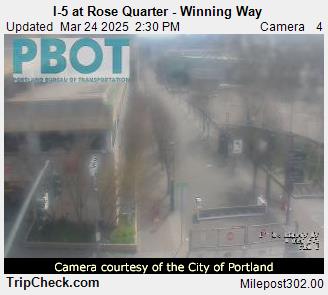 I-5 at Rose Quarter - Winning Way
Updated Mar 24 2025 2:30 PM Camera 4
PBOT
PORTLAND BUREAU OF TRANSPORTATION
Camera courtesy of the City of Portland
TripCheck.com Milepost302.00